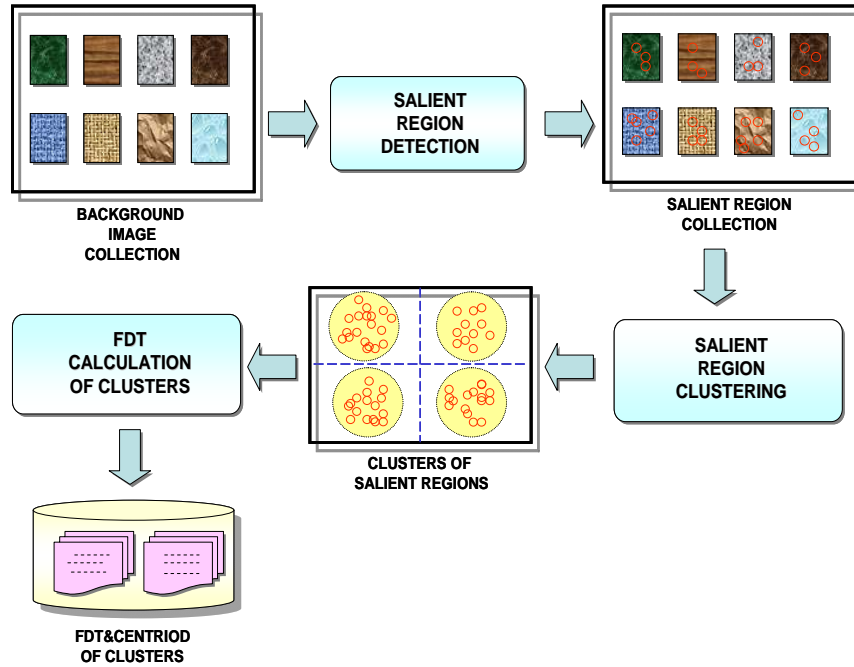 SALIENT
REGION
DETECTION
BACKGROUND
IMAGE
COLLECTION
SALIENT REGION
COLLECTION
SALIENT
REGION
CLUSTERING
CLUSTERS OF
SALIENT REGIONS
FDT
CALCULATION
OF CLUSTERS
FDT&CENTRIOD
OF CLUSTERS